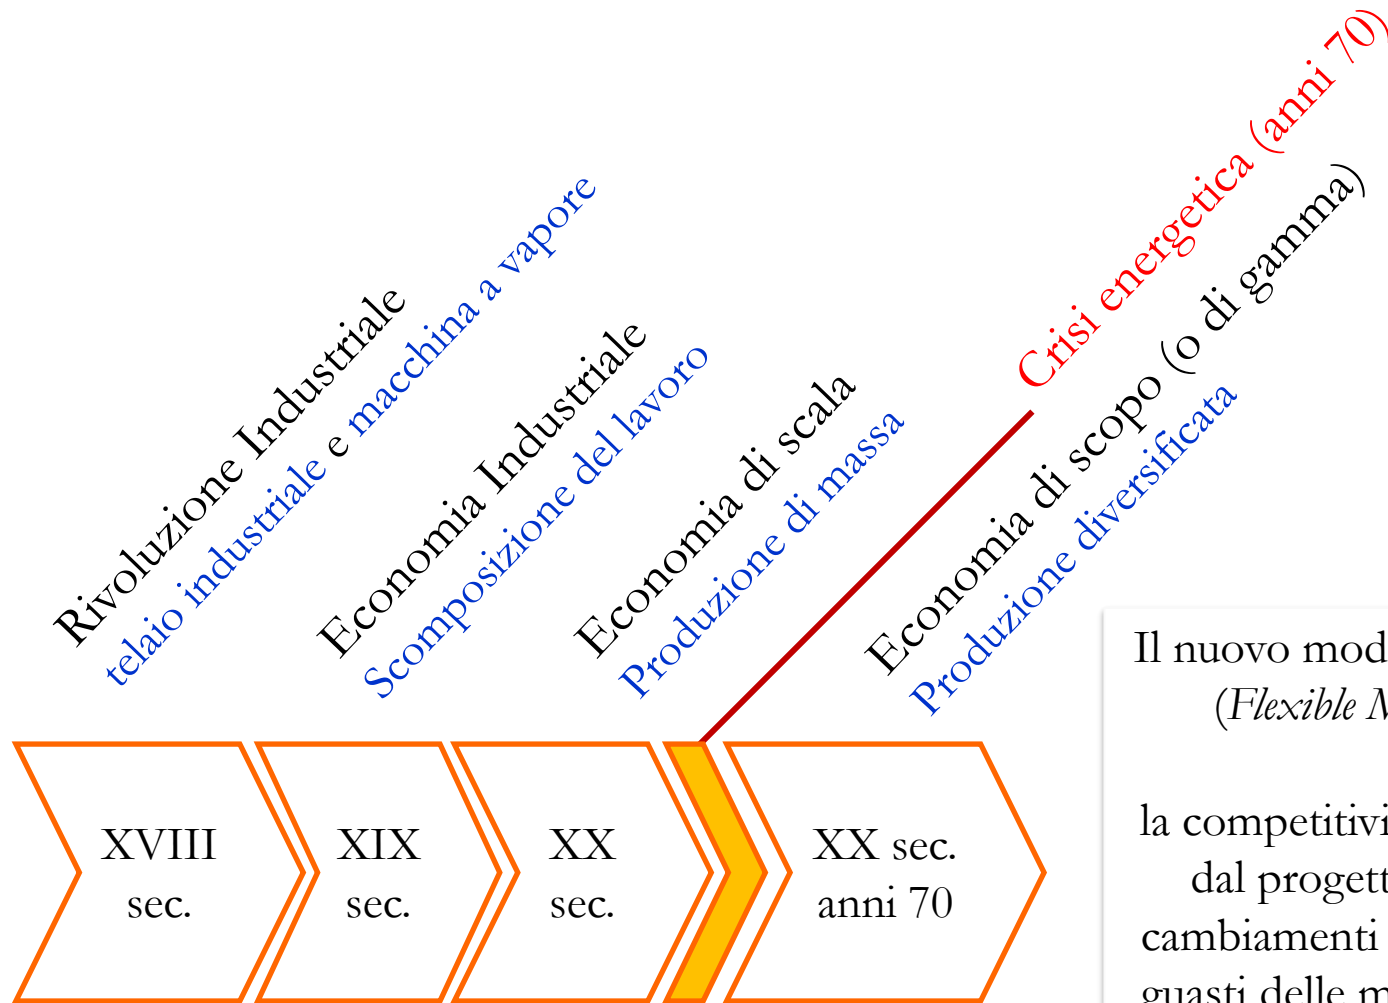 Rivoluzione Industriale
telaio industriale e macchina a vapore
Economia Industriale
Scomposizione del lavoro
Economia di scala
Produzione di massa
Crisi energetica (anni 70)
Economia di scopo (o di gamma)
Produzione diversificata
XVIII
sec.
XIX
sec.
XX
sec.
XX sec.
anni 70
Il nuovo mod
(Flexible M
la competitivi
dal progett
cambiamenti
guasti delle m